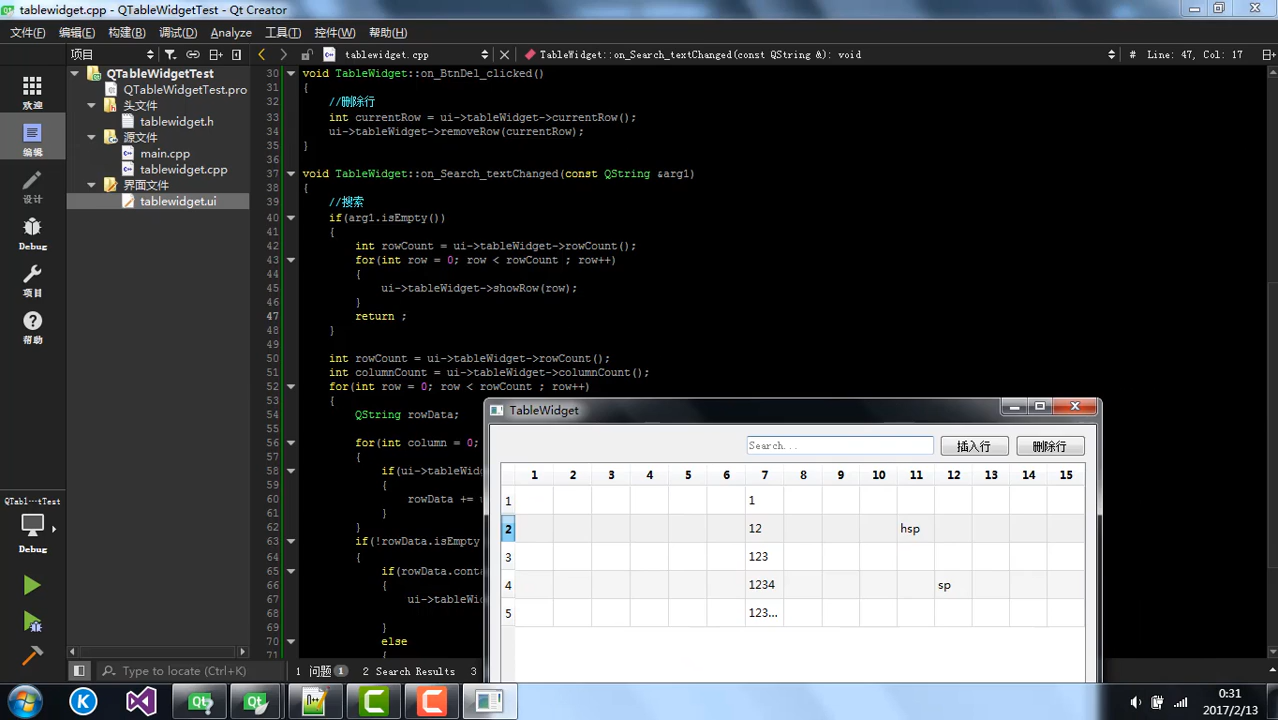 tablewidget.cpp - QTableWidgetTest - Qt Creator
文件(F) 编辑(E) 构建(B) 调试(D) Analyze 工具(T) 控件(W) 帮助(H)
项目 tablewidget.cpp TableWidget::on_Search_textChanged(const QString &): void # Line: 47, Col: 17
欢迎
编辑
设计
Debug
项目
帮助
QTabl···tTest
Debug
QTableWidgetTest
QTableWidgetTest.pro
头文件
tablewidget.h
源文件
main.cpp
tablewidget.cpp
界面文件
tablewidget.ui
30 void TableWidget::on_BtnDel_clicked()
31 {
32 //删除行
33 int currentRow = ui->tableWidget->currentRow();
34 ui->tableWidget->removeRow(currentRow);
35 }
36
37 void TableWidget::on_Search_textChanged(const QString &arg1)
38 {
39 //搜索
40 if(arg1.isEmpty())
41 {
42 int rowCount = ui->tableWidget->rowCount();
43 for(int row = 0; row < rowCount ; row++)
44 {
45 ui->tableWidget->showRow(row);
46 }
47 return ;
48 }
49
50 int rowCount = ui->tableWidget->rowCount();
51 int columnCount = ui->tableWidget->columnCount();
52 for(int row = 0; row < rowCount ; row++)
53 {
54 QString rowData;
55
56 for(int column = 0;
57 {
58 if(ui->tableWidg
59 {
60 rowData +=
61 }
62 }
63 if(!rowData.isEmpty
64 {
65 if(rowData.cont
66 {
67 ui->tableWid
68
69 }
70 else
71 {
TableWidget
Search... 插入行 删除行
1 2 3 4 5 6 7 8 9 10 11 12 13 14 15
1 1
2 12 hsp
3 123
4 1234 sp
5 123...
Type to locate (Ctrl+K) 1 问题 1 2 Search Results 3
0:31
2017/2/13